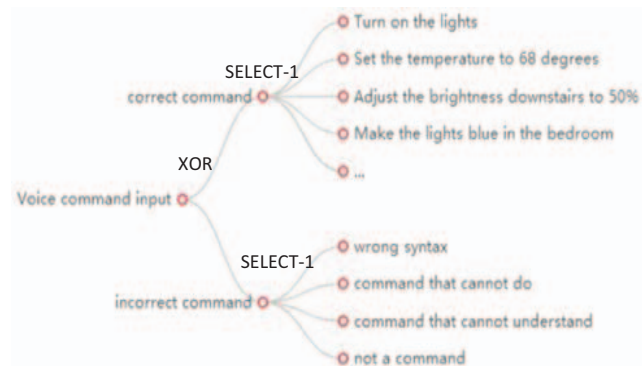 Turn on the lights
SELECT-1
Set the temperature to 68 degrees
correct command
Adjust the brightness downstairs to 50%
Make the lights blue in the bedroom
...
XOR
Voice command input
SELECT-1
wrong syntax
command that cannot do
incorrect command
command that cannot understand
not a command